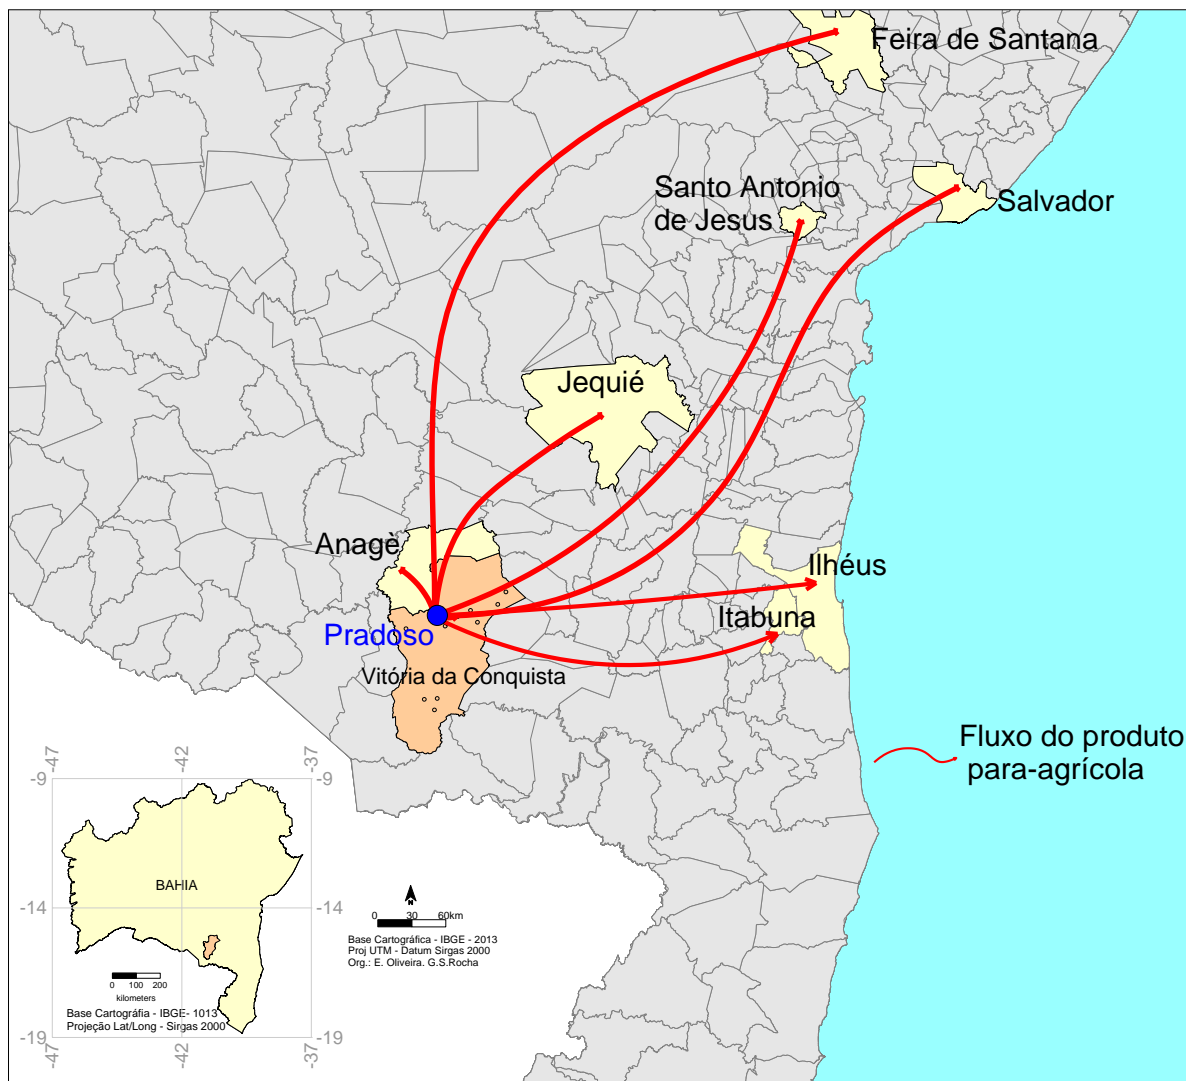 Feira de Santana
Santo Antonio
de Jesus
Salvador
Jequié
Anagè
Ilhéus
Itabuna
Pradoso
Vitória da Conquista
Fluxo do produto
para-agrícola
-47
-42
-37
-9
-9
BAHIA
-14
-14
0 100 200
kilometers
Base Cartográfia - IBGE- 1013
Projeção Lat/Long - Sirgas 2000
-19
-19
-47
-42
-37
N
0 30 60km
Base Cartográfica - IBGE - 2013
Proj UTM - Datum Sirgas 2000
Org.: E. Oliveira. G.S.Rocha